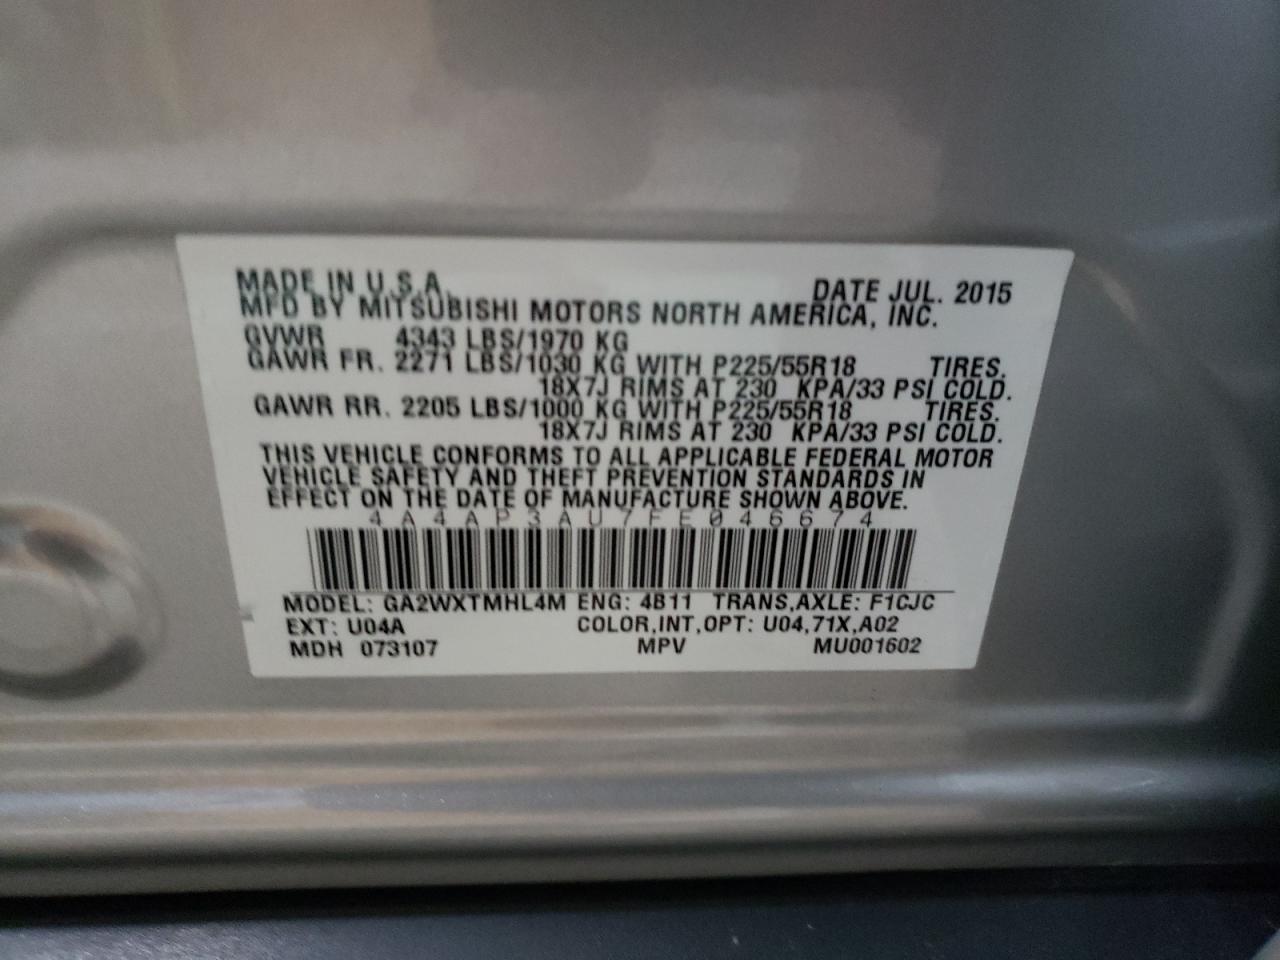 MADE IN U.S.A. DATE JUL. 2015
MFD BY MITSUBISHI MOTORS NORTH AMERICA, INC.
GVWR 4343 LBS/1970 KG
GAWR FR. 2271 LBS/1030 KG WITH P225/55R18 TIRES.
18X7J RIMS AT 230 KPA/33 PSI COLD.
GAWR RR. 2205 LBS/1000 KG WITH P225/55R18 TIRES.
18X7J RIMS AT 230 KPA/33 PSI COLD.
THIS VEHICLE CONFORMS TO ALL APPLICABLE FEDERAL MOTOR
VEHICLE SAFETY AND THEFT PREVENTION STANDARDS IN
EFFECT ON THE DATE OF MANUFACTURE SHOWN ABOVE.
4A4AP3AU7FE046674
MODEL: GA2WXTMHL4M ENG: 4B11 TRANS,AXLE: F1CJC
EXT: U04A COLOR,INT,OPT: U04,71X,A02
MDH 073107 MPV MU001602